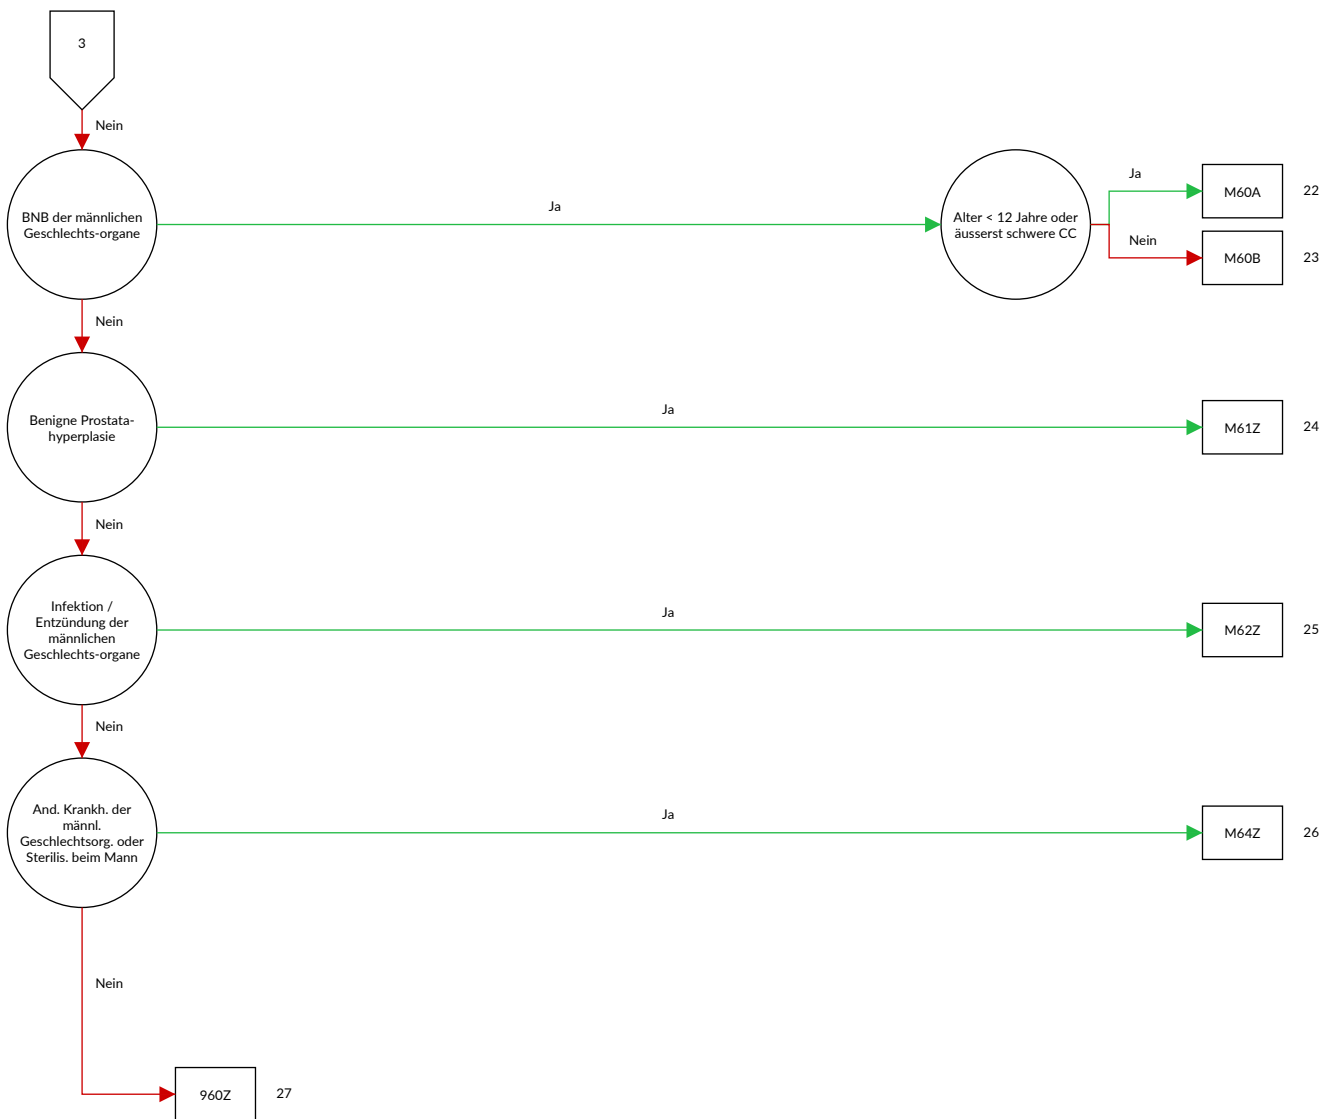 3
Nein
BNB der männlichen
Geschlechts-organe
Ja
Alter < 12 Jahre oder
äusserst schwere CC
Ja
M60A
22
Nein
M60B
23
Nein
Benigne Prostata-
hyperplasie
Ja
M61Z
24
Nein
Infektion /
Entzündung der
männlichen
Geschlechts-organe
Ja
M62Z
25
Nein
And. Krankh. der
männl.
Geschlechtsorg. oder
Sterilis. beim Mann
Ja
M64Z
26
Nein
960Z
27